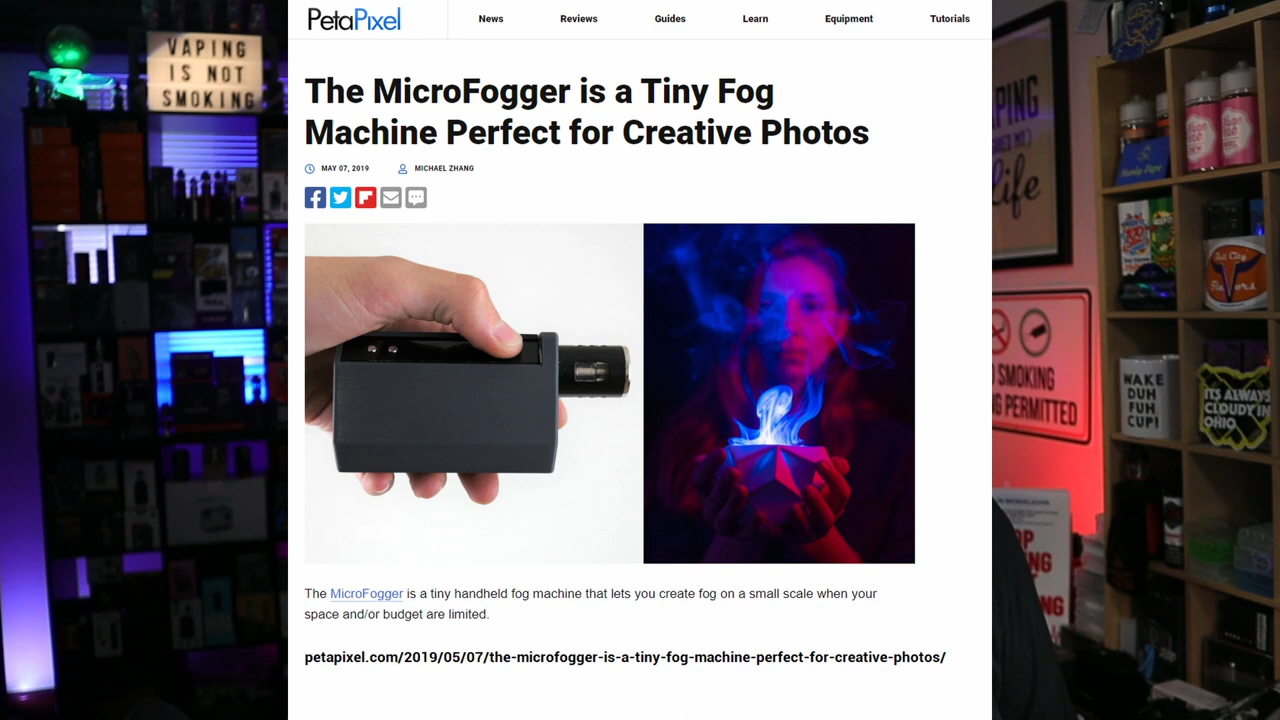 VAPING
IS NOT
SMOKING
PetaPixel
News
Reviews
Guides
Learn
Equipment
Tutorials
The MicroFogger is a Tiny Fog
Machine Perfect for Creative Photos
MAY 07, 2019
MICHAEL ZHANG
The MicroFogger is a tiny handheld fog machine that lets you create fog on a small scale when your
space and/or budget are limited.
petapixel.com/2019/05/07/the-microfogger-is-a-tiny-fog-machine-perfect-for-creative-photos/
PING
life
SMOKING
G PERMITTED
WAKE
DUH
FUH
CUP!
ITS ALWAYS
CLOUDY IN
OHIO